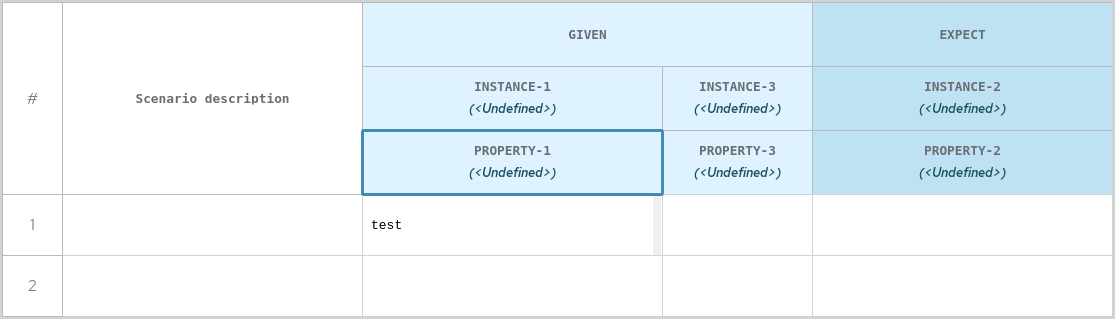 # Scenario description GIVEN EXPECT
INSTANCE-1 INSTANCE-3 INSTANCE-2
(<Undefined>) (<Undefined>) (<Undefined>)
PROPERTY-1 PROPERTY-3 PROPERTY-2
(<Undefined>) (<Undefined>) (<Undefined>)
1 test
2